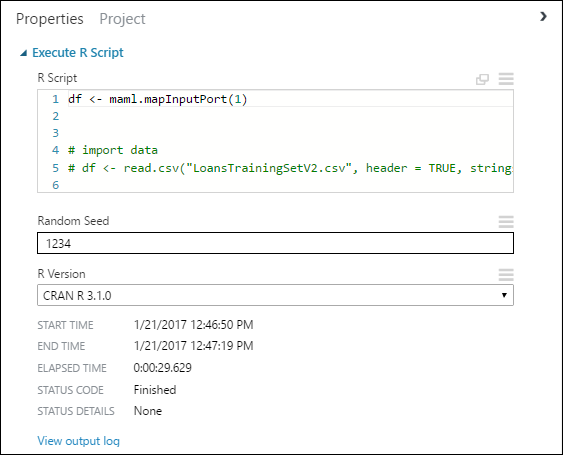 Properties Project
Execute R Script
R Script
1 df <- maml.mapInputPort(1)
2
3
4 # import data
5 # df <- read.csv("LoansTrainingSetV2.csv", header = TRUE, string
6
Random Seed
1234
R Version
CRAN R 3.1.0
START TIME 1/21/2017 12:46:50 PM
END TIME 1/21/2017 12:47:19 PM
ELAPSED TIME 0:00:29.629
STATUS CODE Finished
STATUS DETAILS None
View output log